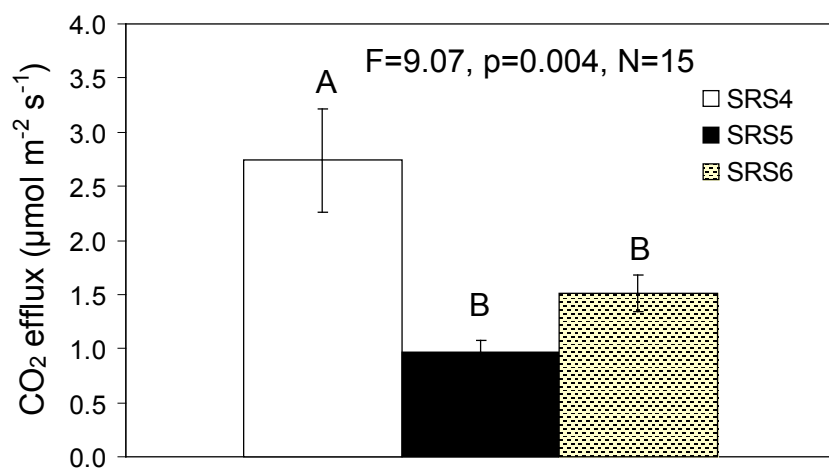 4.0
3.5
3.0
2.5
2.0
1.5
1.0
0.5
0.0
CO₂ efflux (µmol m⁻² s⁻¹)
F=9.07, p=0.004, N=15
A
B
B
SRS4
SRS5
SRS6